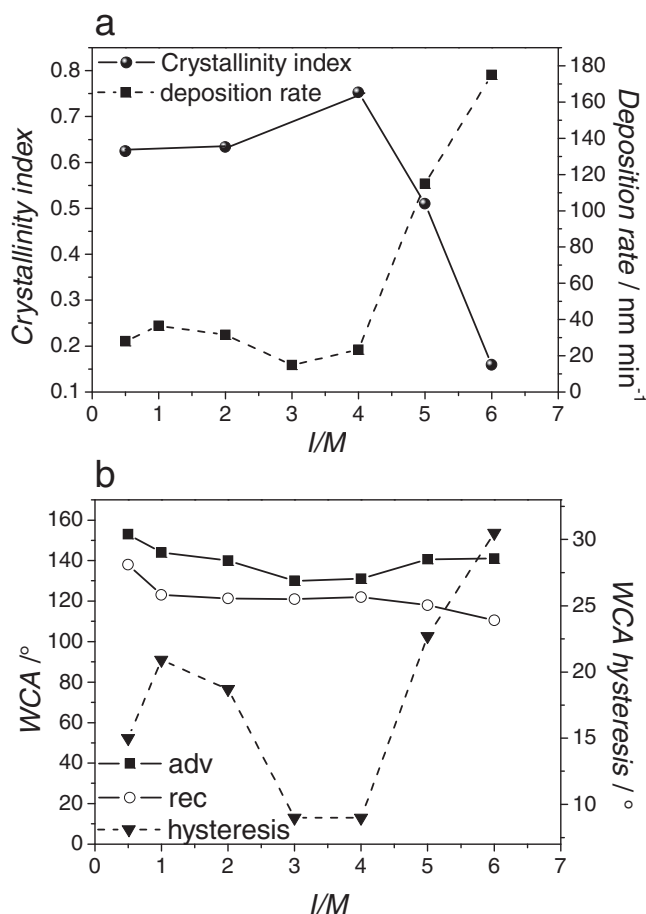 a
Crystallinity index
deposition rate
0.8
0.7
0.6
0.5
0.4
0.3
0.2
0.1
Crystallinity index
180
160
140
120
100
80
60
40
20
0
Deposition rate / nm min⁻¹
0 1 2 3 4 5 6 7
I/M
b
160
140
120
100
80
60
40
20
0
WCA /°
adv
rec
hysteresis
30
25
20
15
10
WCA hysteresis / °
0 1 2 3 4 5 6 7
I/M